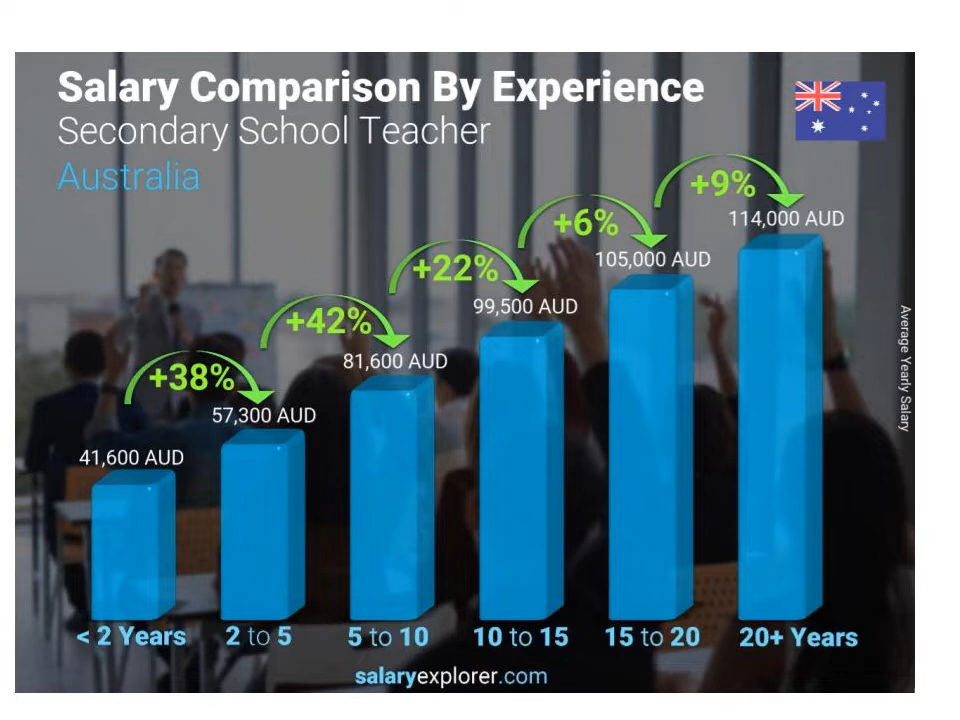 Salary Comparison By Experience
Secondary School Teacher
Australia
+38%
+42%
+22%
+6%
+9%
41,600 AUD
57,300 AUD
81,600 AUD
99,500 AUD
105,000 AUD
114,000 AUD
Average Yearly Salary
< 2 Years
2 to 5
5 to 10
10 to 15
15 to 20
20+ Years
salaryexplorer.com